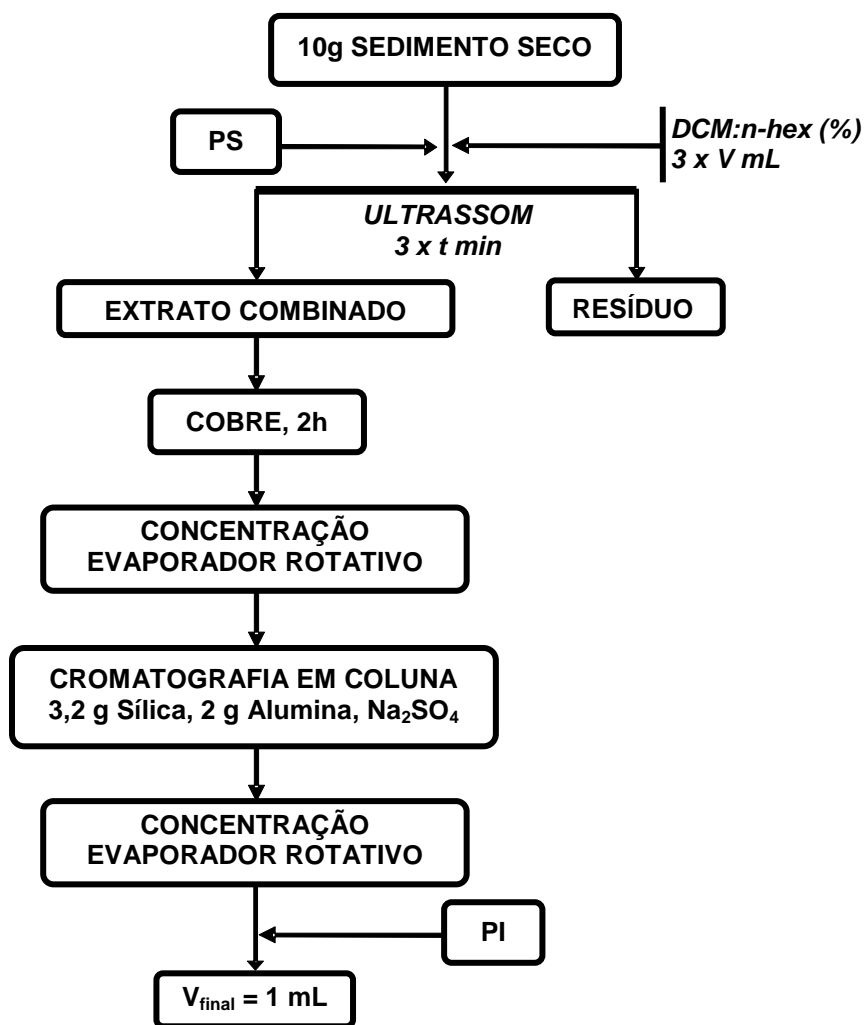 10g SEDIMENTO SECO
PS
DCM:n-hex (%)
3 x V mL
ULTRASSOM
3 x t min
EXTRATO COMBINADO
RESÍDUO
COBRE, 2h
CONCENTRAÇÃO
EVAPORADOR ROTATIVO
CROMATOGRAFIA EM COLUNA
3,2 g Sílica, 2 g Alumina, Na₂SO₄
CONCENTRAÇÃO
EVAPORADOR ROTATIVO
PI
V_final = 1 mL